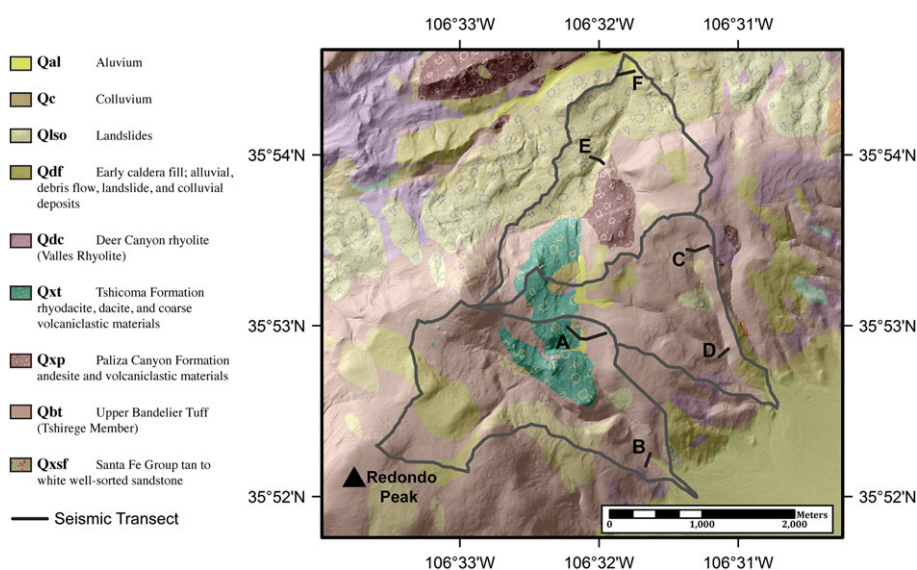 106°33'W 106°32'W 106°31'W
Qal Aluvium
Qc Colluvium
Qlso Landslides
Qdf Early caldera fill; alluvial,
debris flow, landslide, and colluvial
deposits
Qdc Deer Canyon rhyolite
(Valles Rhyolite)
Qxt Tshicoma Formation
rhyodacite, dacite, and coarse
volcaniclastic materials
Qxp Paliza Canyon Formation
andesite and volcaniclastic materials
Qbt Upper Bandelier Tuff
(Tshirege Member)
Qxsf Santa Fe Group tan to
white well-sorted sandstone
Seismic Transect
35°54'N
35°53'N
35°52'N
F
E
C
A
D
B
Redondo
Peak
35°54'N
35°53'N
35°52'N
Meters
0 1,000 2,000
106°33'W 106°32'W 106°31'W